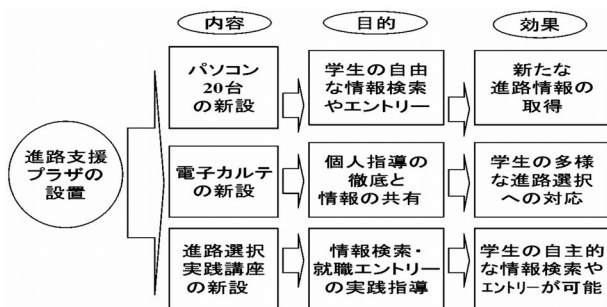 内容
目的
効果
進路支援
プラザの
設置
パソコン
20台
の新設
学生の自由
な情報検索
やエントリー
新たな
進路情報の
取得
電子カルテ
の新設
個人指導の
徹底と
情報の共有
学生の多様
な進路選択
への対応
進路選択
実践講座
の新設
情報検索・
就職エントリー
の実践指導
学生の自主的
な情報検索や
エントリーが可能